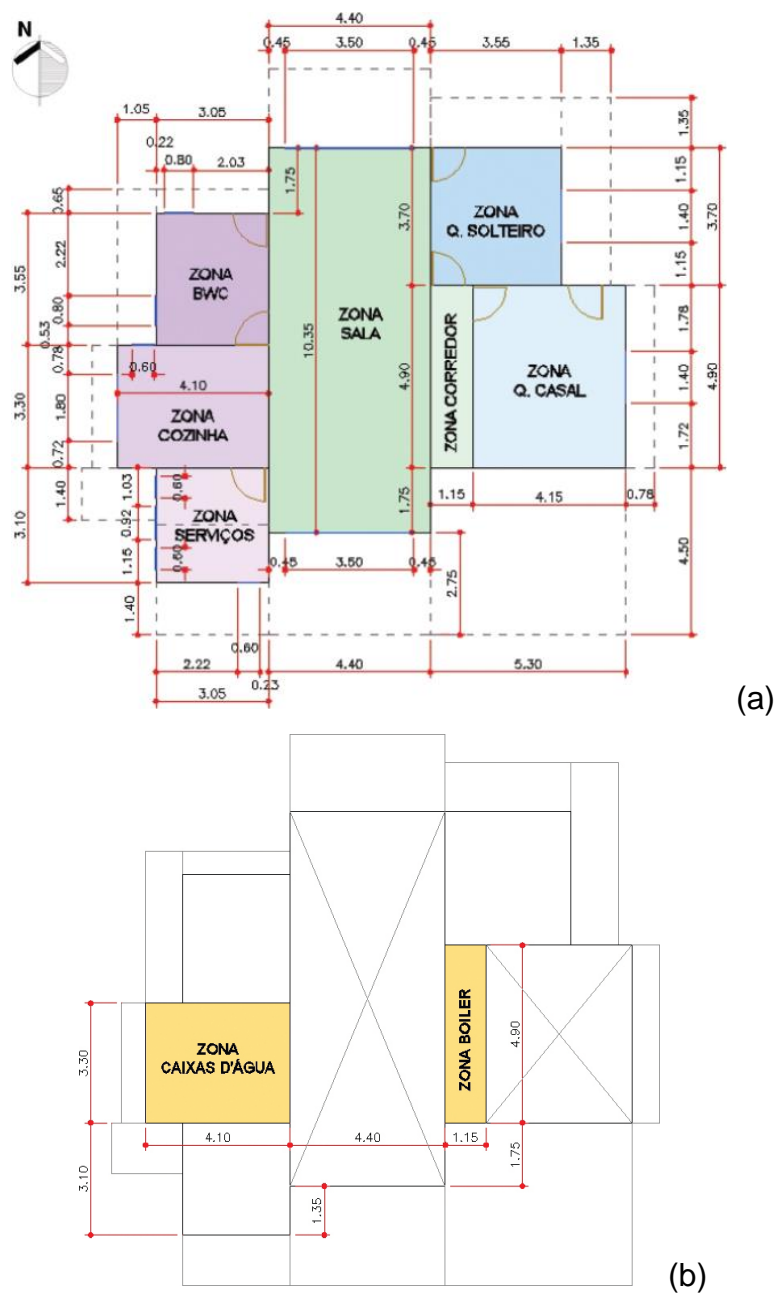 4.40
N
0.45 3.50 0.45 3.55 1.35
1.05 3.05
0.22
0.80 2.03
1.75
1.35
1.15
0.65
2.22
3.70
ZONA
Q. SOLTEIRO
1.40
3.70
3.55
ZONA
BWC
1.15
0.80
0.53
ZONA
SALA
10.35
1.78
0.78
0.60
4.10
ZONA
COZINHA
3.30
1.80
4.90
ZONA CORREDOR
ZONA
Q. CASAL
1.40
4.90
0.72
1.72
1.40
1.03
0.60
ZONA
SERVIÇOS
1.75
1.15 4.15 0.78
3.10
0.92
0.60
1.15
0.45 3.50 0.45
2.75
4.50
1.40
0.60
2.22 4.40 5.30
0.23
3.05
(a)
ZONA
CAIXAS D'ÁGUA
3.30
ZONA BOILER
4.90
4.10 4.40 1.15
3.10
1.75
1.35
(b)